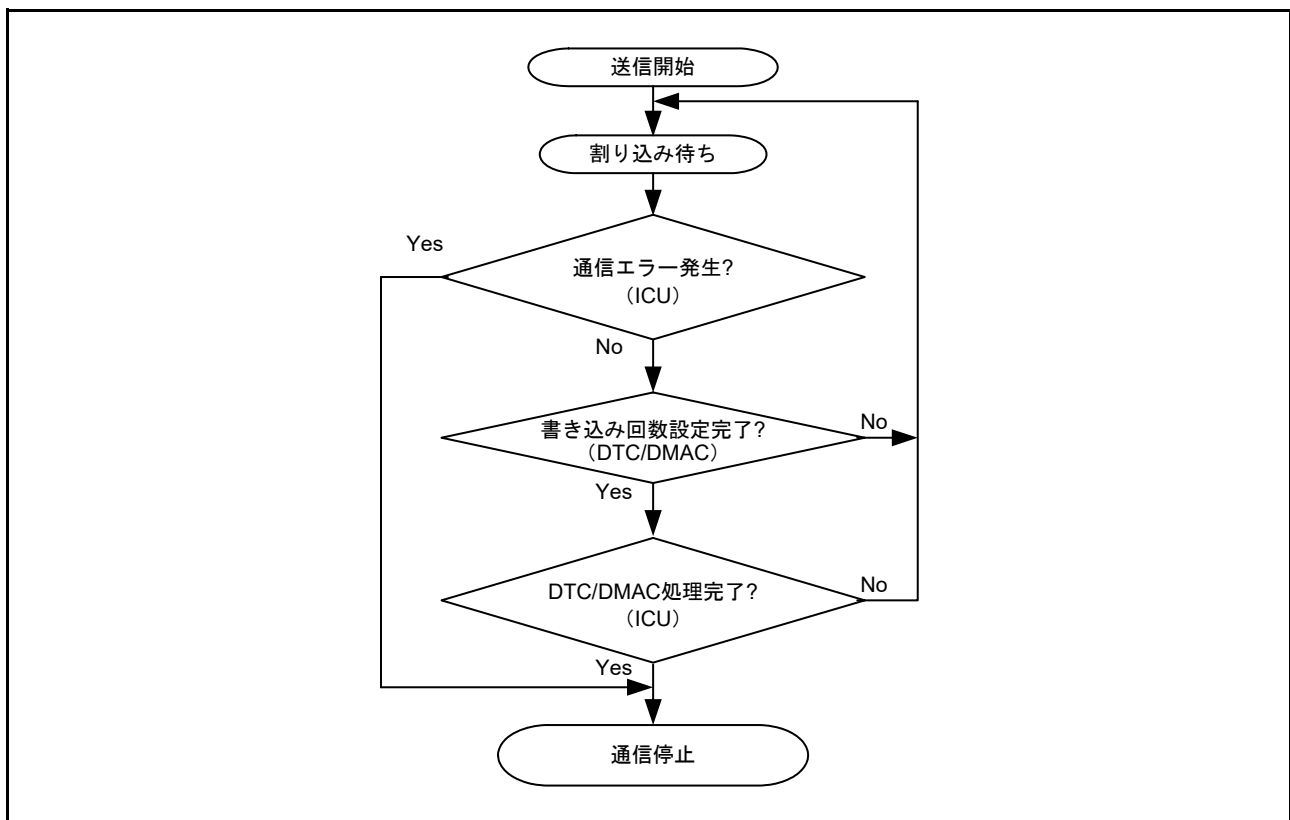 送信開始
割り込み待ち
Yes
通信エラー発生?
（ICU）
No
書き込み回数設定完了?
（DTC/DMAC）
No
Yes
DTC/DMAC処理完了?
（ICU）
No
Yes
通信停止